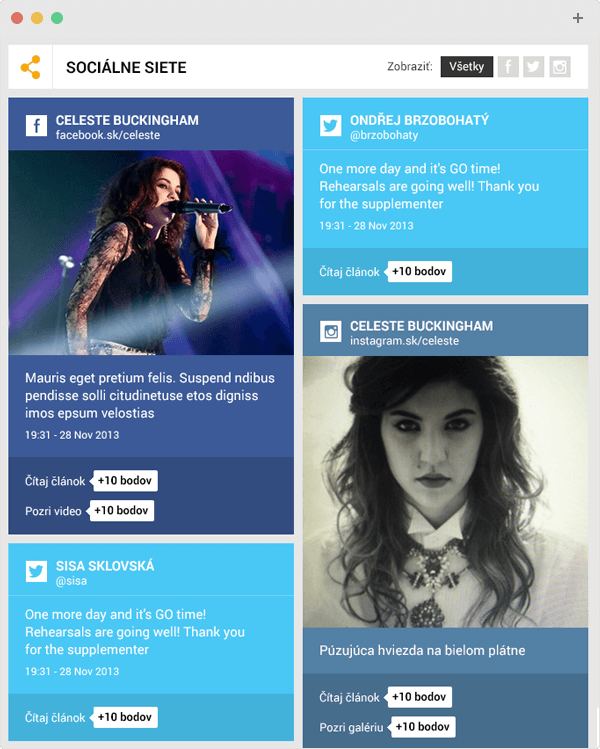 SOCIÁLNE SIETE
Zobraziť:
Všetky
CELESTE BUCKINGHAM
facebook.sk/celeste
Mauris eget pretium felis. Suspend ndibus
pendisse solli citudinetuse etos digniss
imos epsum velostias
19:31 - 28 Nov 2013
Čítaj článok +10 bodov
Pozri video +10 bodov
SISA SKLOVSKÁ
@sisa
One more day and it's GO time!
Rehearsals are going well! Thank you
for the supplementer
19:31 - 28 Nov 2013
Čítaj článok +10 bodov
ONDŘEJ BRZOBOHATÝ
@brzobohaty
One more day and it's GO time!
Rehearsals are going well! Thank you
for the supplementer
19:31 - 28 Nov 2013
Čítaj článok +10 bodov
CELESTE BUCKINGHAM
instagram.sk/celeste
Púzujúca hviezda na bielom plátne
Čítaj článok +10 bodov
Pozri galériu +10 bodov